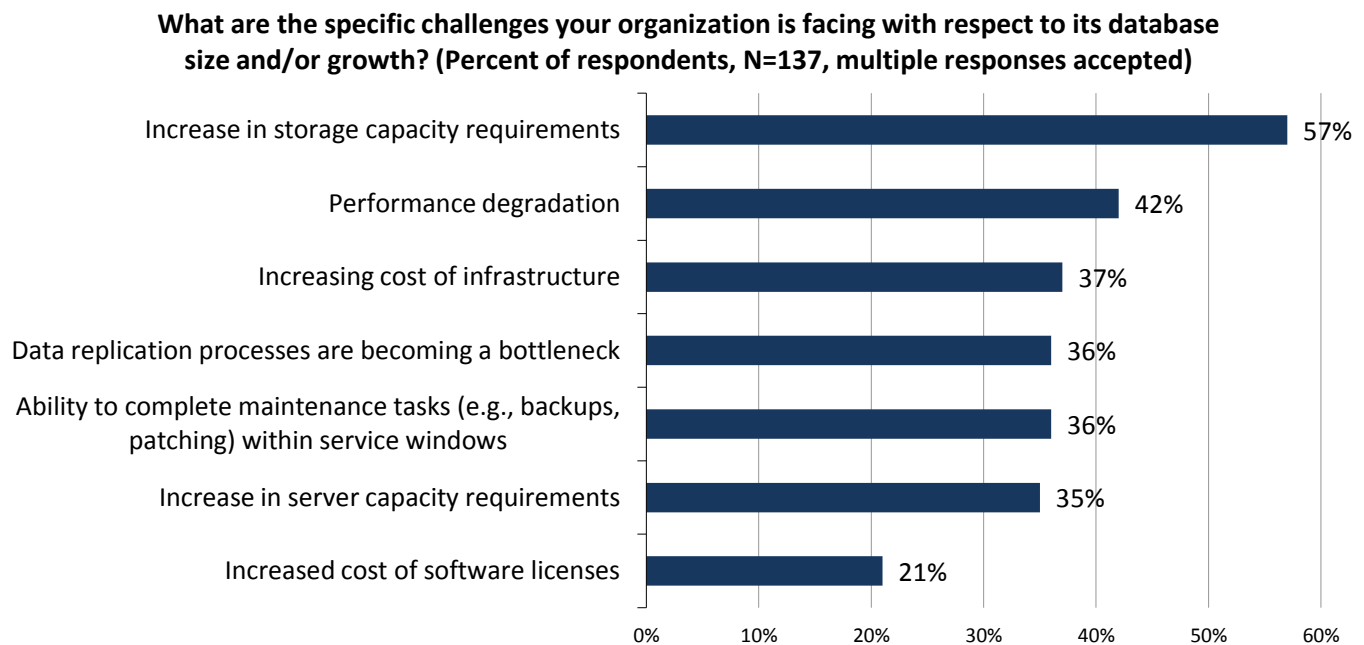 What are the specific challenges your organization is facing with respect to its database
size and/or growth? (Percent of respondents, N=137, multiple responses accepted)
Increase in storage capacity requirements
57%
Performance degradation
42%
Increasing cost of infrastructure
37%
Data replication processes are becoming a bottleneck
36%
Ability to complete maintenance tasks (e.g., backups,
patching) within service windows
36%
Increase in server capacity requirements
35%
Increased cost of software licenses
21%
0% 10% 20% 30% 40% 50% 60%